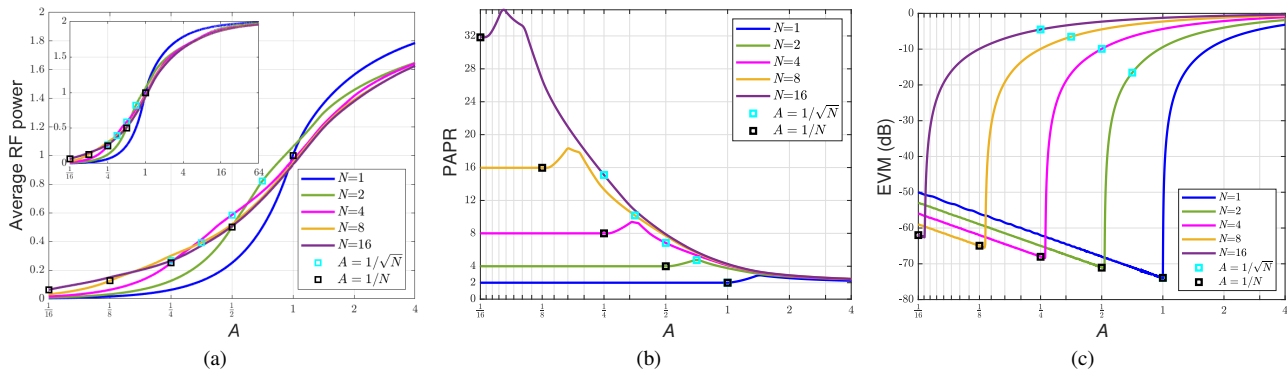 Average RF power
2
1.8
1.6
1.4
1.2
1
0.8
0.6
0.4
0.2
0
2
1.5
1
0.5
0
1/16 1/4 1 4 16 64
N=1
N=2
N=4
N=8
N=16
A = 1/√N
A = 1/N
1/16 1/8 1/4 1/2 1 2 4
A
(a)
PAPR
32
28
24
20
16
12
8
4
2
0
N=1
N=2
N=4
N=8
N=16
A = 1/√N
A = 1/N
1/16 1/8 1/4 1/2 1 2 4
A
(b)
EVM (dB)
0
-10
-20
-30
-40
-50
-60
-70
-80
N=1
N=2
N=4
N=8
N=16
A = 1/√N
A = 1/N
1/16 1/8 1/4 1/2 1 2 4
A
(c)